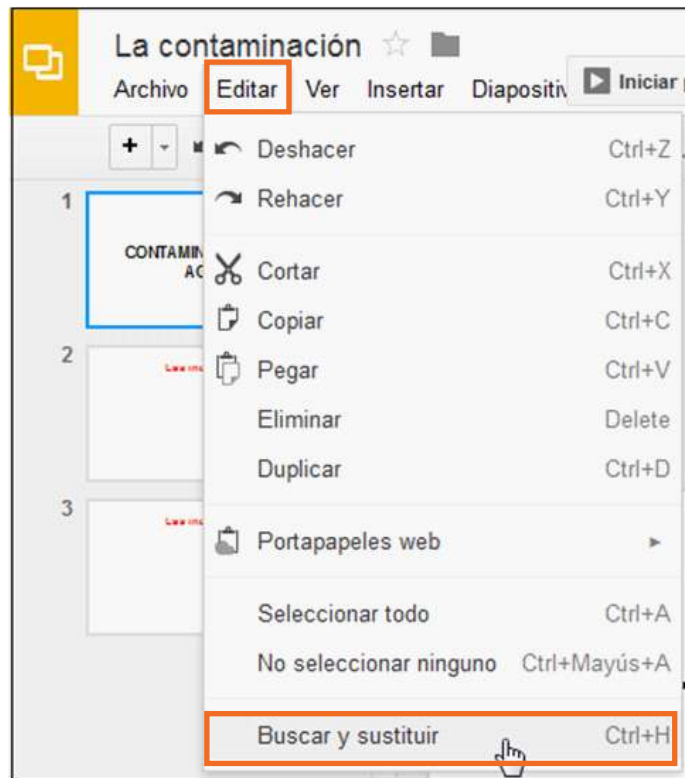 La contaminación
Archivo Editar Ver Insertar Diapositiv Iniciar
1
CONTAMIN
AC
Deshacer Ctrl+Z
Rehacer Ctrl+Y
Cortar Ctrl+X
Copiar Ctrl+C
2
Pegar Ctrl+V
Eliminar Delete
Duplicar Ctrl+D
3
Portapapeles web
Seleccionar todo Ctrl+A
No seleccionar ninguno Ctrl+Mayús+A
Buscar y sustituir Ctrl+H